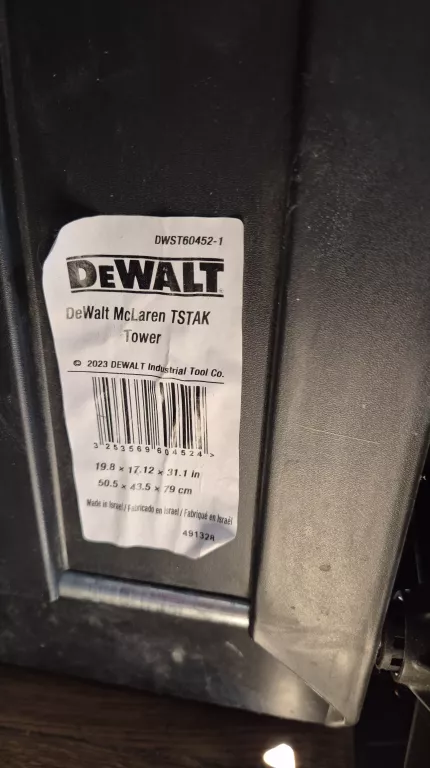 DWST60452-1
DEWALT
DeWalt McLaren TSTAK
Tower
© 2023 DEWALT Industrial Tool Co.
3 253569 604524 >
19.8 × 17.12 × 31.1 in
50.5 × 43.5 × 79 cm
Made in Israel / Fabricado en Israel / Fabriqué en Israël
49132R